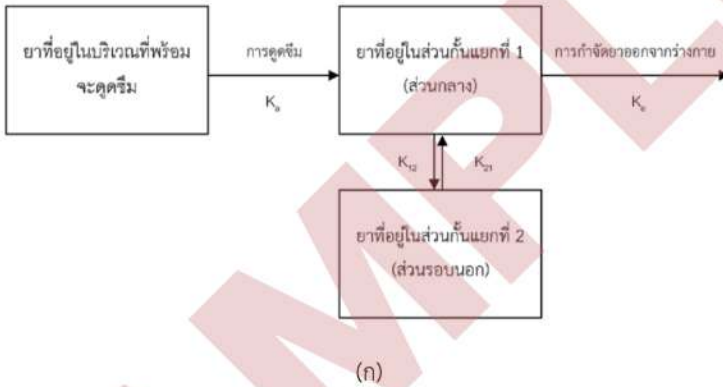 ยาที่อยู่ในบริเวณที่พร้อม
จะดูดซึม
การดูดซึม
Ka
ยาที่อยู่ในส่วนกั้นแยกที่ 1
(ส่วนกลาง)
การกำจัดยาออกจากร่างกาย
Ke
K12
K21
ยาที่อยู่ในส่วนกั้นแยกที่ 2
(ส่วนรอบนอก)
(ก)